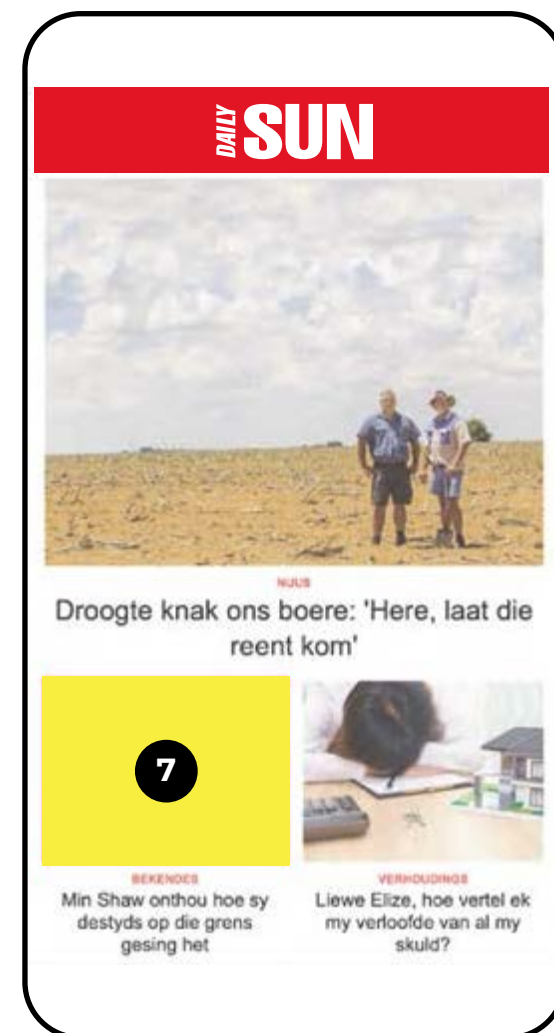 DAILY SUN
NUUS
Droogte knak ons boere: 'Here, laat die
reent kom'
7
BEKENDES
Min Shaw onthou hoe sy
destyds op die grens
gesing het
VERHOUDINGS
Liewe Elize, hoe vertel ek
my verloofde van al my
skuld?